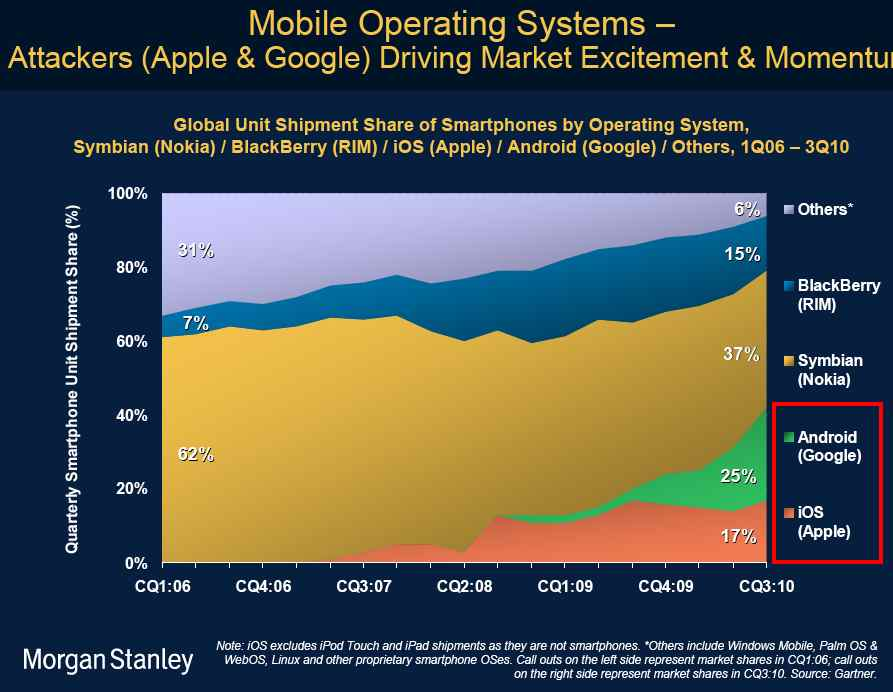 Mobile Operating Systems –
Attackers (Apple & Google) Driving Market Excitement & Momentu
Global Unit Shipment Share of Smartphones by Operating System,
Symbian (Nokia) / BlackBerry (RIM) / iOS (Apple) / Android (Google) / Others, 1Q06 – 3Q10
Quarterly Smartphone Unit Shipment Share (%)
100%
80%
60%
40%
20%
0%
31%
7%
62%
6%
15%
37%
25%
17%
Others*
BlackBerry
(RIM)
Symbian
(Nokia)
Android
(Google)
iOS
(Apple)
CQ1:06
CQ4:06
CQ3:07
CQ2:08
CQ1:09
CQ4:09
CQ3:10
Morgan Stanley
Note: iOS excludes iPod Touch and iPad shipments as they are not smartphones. *Others include Windows Mobile, Palm OS &
WebOS, Linux and other proprietary smartphone OSes. Call outs on the left side represent market shares in CQ1:06; call outs
on the right side represent market shares in CQ3:10. Source: Gartner.